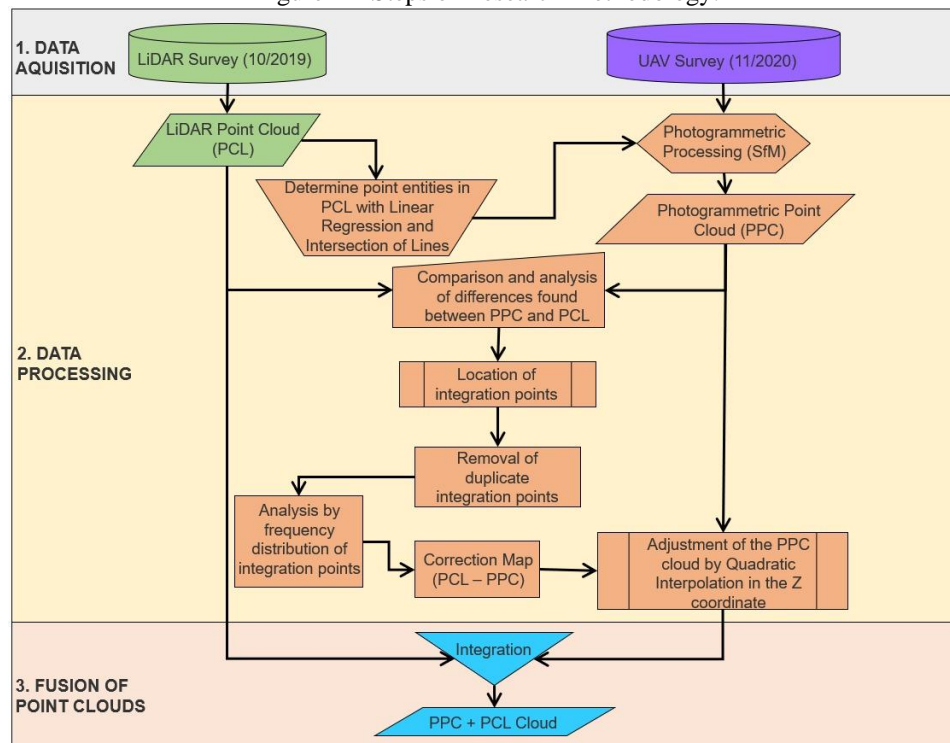 1. DATA
AQUISITION
LiDAR Survey (10/2019)
UAV Survey (11/2020)
LiDAR Point Cloud
(PCL)
Photogrammetric
Processing (SfM)
Determine point entities in
PCL with Linear
Regression and
Intersection of Lines
Photogrammetric Point
Cloud (PPC)
Comparison and analysis
of differences found
between PPC and PCL
2. DATA
PROCESSING
Location of
integration points
Removal of
duplicate
integration points
Analysis by
frequency
distribution of
integration points
Correction Map
(PCL – PPC)
Adjustment of the PPC
cloud by Quadratic
Interpolation in the Z
coordinate
3. FUSION OF
POINT CLOUDS
Integration
PPC + PCL Cloud